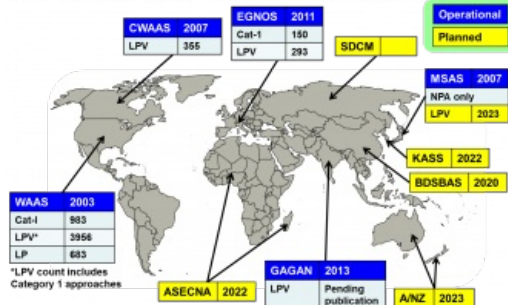 CWAAS 2007
LPV 355
EGNOS 2011
Cat-1 150
LPV 293
SDCM
Operational
Planned
MSAS 2007
NPA only
LPV 2023
KASS 2022
BDSBAS 2020
WAAS 2003
Cat-I 983
LPV* 3956
LP 683
*LPV count includes
Category 1 approaches
ASECNA 2022
GAGAN 2013
LPV Pending
publication
A/NZ 2023